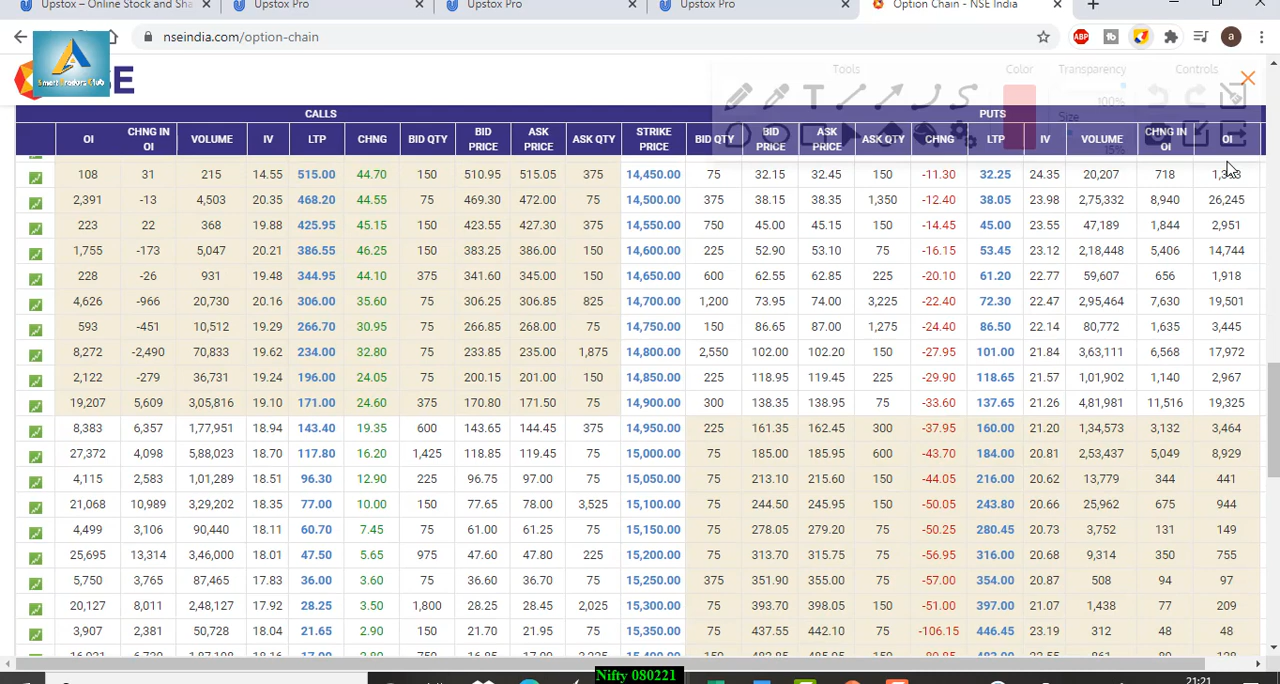 Upstox – Online Stock and Sha
Upstox Pro
Upstox Pro
Upstox Pro
Option Chain - NSE India
nseindia.com/option-chain
ABP
a
Smart Product Club
E
Tools
Color
Transparency
Controls
100%
Size
15%
CALLS
PUTS
OI CHNG IN OI VOLUME IV LTP CHNG BID QTY BID PRICE ASK PRICE ASK QTY STRIKE PRICE BID QTY BID PRICE ASK PRICE ASK QTY CHNG LTP IV VOLUME CHNG IN OI OI
108 31 215 14.55 515.00 44.70 150 510.95 515.05 375 14,450.00 75 32.15 32.45 150 -11.30 32.25 24.35 20,207 718
2,391 -13 4,503 20.35 468.20 44.55 75 469.30 472.00 75 14,500.00 375 38.15 38.35 1,350 -12.40 38.05 23.98 2,75,332 8,940 26,245
223 22 368 19.88 425.95 45.15 150 423.55 427.30 75 14,550.00 750 45.00 45.15 150 -14.45 45.00 23.55 47,189 1,844 2,951
1,755 -173 5,047 20.21 386.55 46.25 150 383.25 386.00 150 14,600.00 225 52.90 53.10 75 -16.15 53.45 23.12 2,18,448 5,406 14,744
228 -26 931 19.48 344.95 44.10 375 341.60 345.00 150 14,650.00 600 62.55 62.85 225 -20.10 61.20 22.77 59,607 656 1,918
4,626 -966 20,730 20.16 306.00 35.60 75 306.25 306.85 825 14,700.00 1,200 73.95 74.00 3,225 -22.40 72.30 22.47 2,95,464 7,630 19,501
593 -451 10,512 19.29 266.70 30.95 75 266.85 268.00 75 14,750.00 150 86.65 87.00 1,275 -24.40 86.50 22.14 80,772 1,635 3,445
8,272 -2,490 70,833 19.62 234.00 32.80 75 233.85 235.00 1,875 14,800.00 2,550 102.00 102.20 150 -27.95 101.00 21.84 3,63,111 6,568 17,972
2,122 -279 36,731 19.24 196.00 24.05 75 200.15 201.00 150 14,850.00 225 118.95 119.45 225 -29.90 118.65 21.57 1,01,902 1,140 2,967
19,207 5,609 3,05,816 19.10 171.00 24.60 375 170.80 171.50 75 14,900.00 300 138.35 138.95 75 -33.60 137.65 21.26 4,81,981 11,516 19,325
8,383 6,357 1,77,951 18.94 143.40 19.35 600 143.65 144.45 375 14,950.00 225 161.35 162.45 300 -37.95 160.00 21.20 1,34,573 3,132 3,464
27,372 4,098 5,88,023 18.70 117.80 16.20 1,425 118.85 119.45 75 15,000.00 75 185.00 185.95 600 -43.70 184.00 20.81 2,53,437 5,049 8,929
4,115 2,583 1,01,289 18.51 96.30 12.90 225 96.75 97.00 75 15,050.00 75 213.10 215.60 150 -44.05 216.00 20.62 13,779 344 441
21,068 10,989 3,29,202 18.35 77.00 10.00 150 77.65 78.00 3,525 15,100.00 75 244.50 245.95 150 -50.05 243.80 20.66 25,962 675 944
4,499 3,106 90,440 18.11 60.70 7.45 75 61.00 61.25 75 15,150.00 75 278.05 279.20 75 -50.25 280.45 20.73 3,752 131 149
25,695 13,314 3,46,000 18.01 47.50 5.65 975 47.60 47.80 225 15,200.00 75 313.70 315.75 75 -56.95 316.00 20.68 9,314 350 755
5,750 3,765 87,465 17.83 36.00 3.60 75 36.60 36.70 75 15,250.00 375 351.90 355.00 75 -57.00 354.00 20.87 508 94 97
20,127 8,011 2,48,127 17.92 28.25 3.50 1,800 28.25 28.45 2,025 15,300.00 75 393.70 398.05 150 -51.00 397.00 21.07 1,438 77 209
3,907 2,381 50,728 18.04 21.65 2.90 150 21.70 21.95 75 15,350.00 75 437.55 442.10 75 -106.15 446.45 23.19 312 48 48
Nifty 080221
21:21